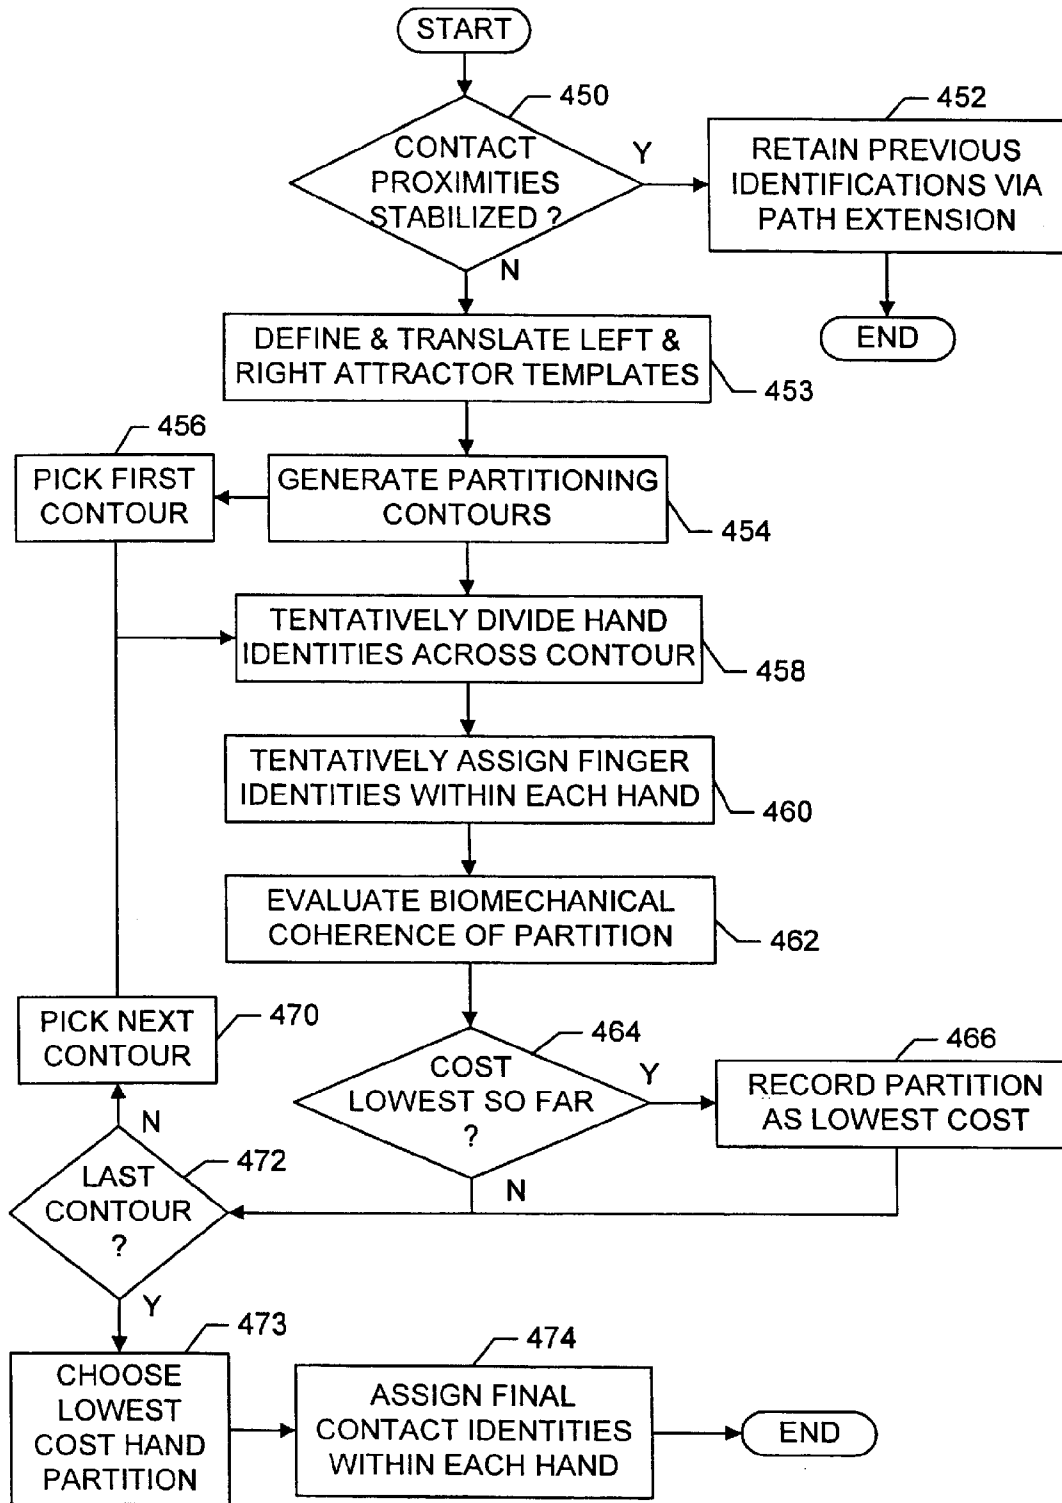 START
450
CONTACT
PROXIMITIES
STABILIZED ?
Y
N
452
RETAIN PREVIOUS
IDENTIFICATIONS VIA
PATH EXTENSION
END
DEFINE & TRANSLATE LEFT &
RIGHT ATTRACTOR TEMPLATES
453
456
PICK FIRST
CONTOUR
GENERATE PARTITIONING
CONTOURS
454
TENTATIVELY DIVIDE HAND
IDENTITIES ACROSS CONTOUR
458
TENTATIVELY ASSIGN FINGER
IDENTITIES WITHIN EACH HAND
460
EVALUATE BIOMECHANICAL
COHERENCE OF PARTITION
462
PICK NEXT
CONTOUR
470
464
COST
LOWEST SO FAR
?
Y
N
466
RECORD PARTITION
AS LOWEST COST
N
472
LAST
CONTOUR
?
Y
473
CHOOSE
LOWEST
COST HAND
PARTITION
474
ASSIGN FINAL
CONTACT IDENTITIES
WITHIN EACH HAND
END